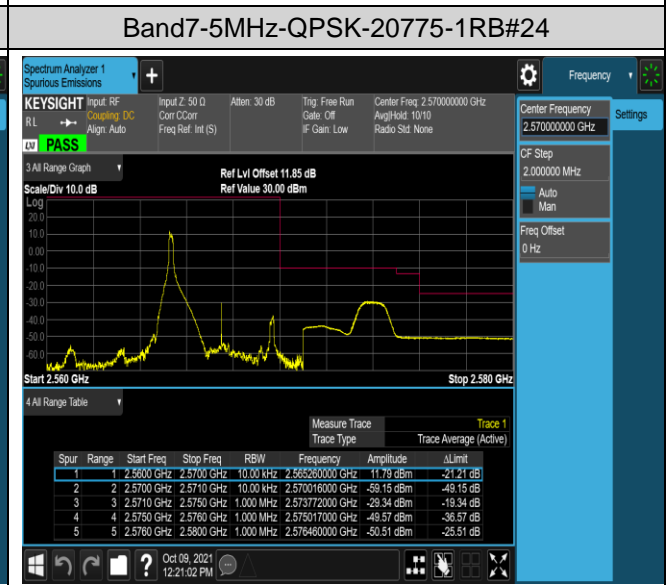 Band7-5MHz-QPSK-20775-1RB#24
Spectrum Analyzer 1
Spurious Emissions
Frequency
KEYSIGHT
R L
LXI PASS
Input: RF
Coupling: DC
Align: Auto
Input Z: 50 Ω
Corr CCorr
Freq Ref: Int (S)
Atten: 30 dB
Trig: Free Run
Gate: Off
IF Gain: Low
Center Freq: 2.570000000 GHz
Avg|Hold: 10/10
Radio Std: None
Center Frequency
2.570000000 GHz
Settings
CF Step
2.000000 MHz
Auto
Man
Freq Offset
0 Hz
3 All Range Graph
Scale/Div 10.0 dB
Ref Lvl Offset 11.85 dB
Ref Value 30.00 dBm
Log
20.0
10.0
0.00
-10.0
-20.0
-30.0
-40.0
-50.0
-60.0
Start 2.560 GHz
Stop 2.580 GHz
4 All Range Table
Measure Trace Trace 1
Trace Type Trace Average (Active)
Spur Range Start Freq Stop Freq RBW Frequency Amplitude ΔLimit
1 1 2.5600 GHz 2.5700 GHz 10.00 kHz 2.565260000 GHz 11.79 dBm -21.21 dB
2 2 2.5700 GHz 2.5710 GHz 10.00 kHz 2.570016000 GHz -59.15 dBm -49.15 dB
3 3 2.5710 GHz 2.5750 GHz 1.000 MHz 2.573772000 GHz -29.34 dBm -19.34 dB
4 4 2.5750 GHz 2.5760 GHz 1.000 MHz 2.575017000 GHz -49.57 dBm -36.57 dB
5 5 2.5760 GHz 2.5800 GHz 1.000 MHz 2.576460000 GHz -50.51 dBm -25.51 dB
Oct 09, 2021
12:21:02 PM